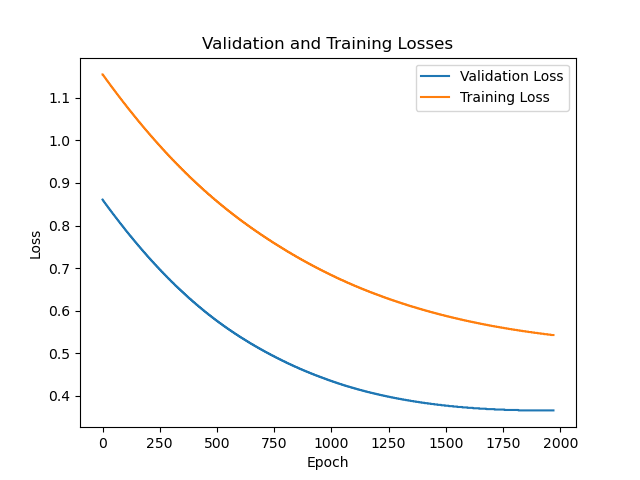 Validation and Training Losses
Validation Loss
Training Loss
1.1
1.0
0.9
0.8
0.7
0.6
0.5
0.4
Loss
0 250 500 750 1000 1250 1500 1750 2000
Epoch